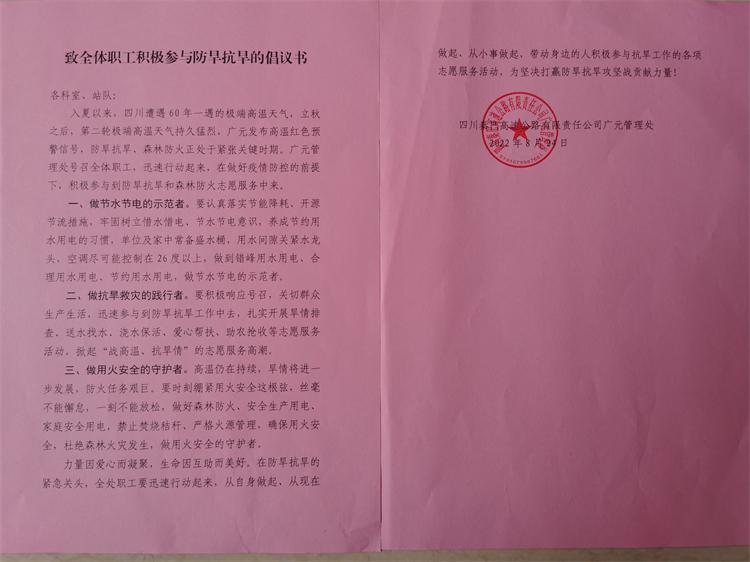 致全体职工积极参与防旱抗旱的倡议书
各科室、站队：
入夏以来，四川遭遇60年一遇的极端高温天气，立秋
之后，第二轮极端高温天气持久猛烈，广元发布高温红色预
警信号，防旱抗旱、森林防火正处于紧张关键时期。广元管
理处号召全体职工，迅速行动起来，在做好疫情防控的前提
下，积极参与到防旱抗旱和森林防火志愿服务中来。
一、做节水节电的示范者。要认真落实节能降耗、开源
节流措施，牢固树立惜水惜电、节水节电意识，养成节约用
水用电的习惯，单位及家中常备盛水桶，用水间隙关紧水龙
头，空调尽可能控制在26度以上，做到错峰用水用电、合
理用水用电、节约用水用电，做节水节电的示范者。
二、做抗旱救灾的践行者。要积极响应号召，关切群众
生产生活，迅速参与到防旱抗旱工作中去，扎实开展旱情排
查、送水找水、浇水保活、爱心帮扶、助农抢收等志愿服务
活动，掀起“战高温、抗旱情”的志愿服务高潮。
三、做用火安全的守护者。高温仍在持续，旱情将进一
步发展，防火任务艰巨。要时刻绷紧用火安全这根弦，丝毫
不能懈怠，一刻不能放松，做好森林防火、安全生产用电、
家庭安全用电，禁止焚烧秸秆、严格火源管理，确保用火安
全，杜绝森林火灾发生，做用火安全的守护者。
力量因爱心而凝聚，生命因互助而美好。在防旱抗旱的
紧急关头，全处职工要迅速行动起来，从自身做起、从现在
做起、从小事做起，带动身边的人积极参与抗旱工作的各项
志愿服务活动，为坚决打赢防旱抗旱攻坚战贡献力量！
四川 高速公路有限责任公司广元管理处
2022年8月24日